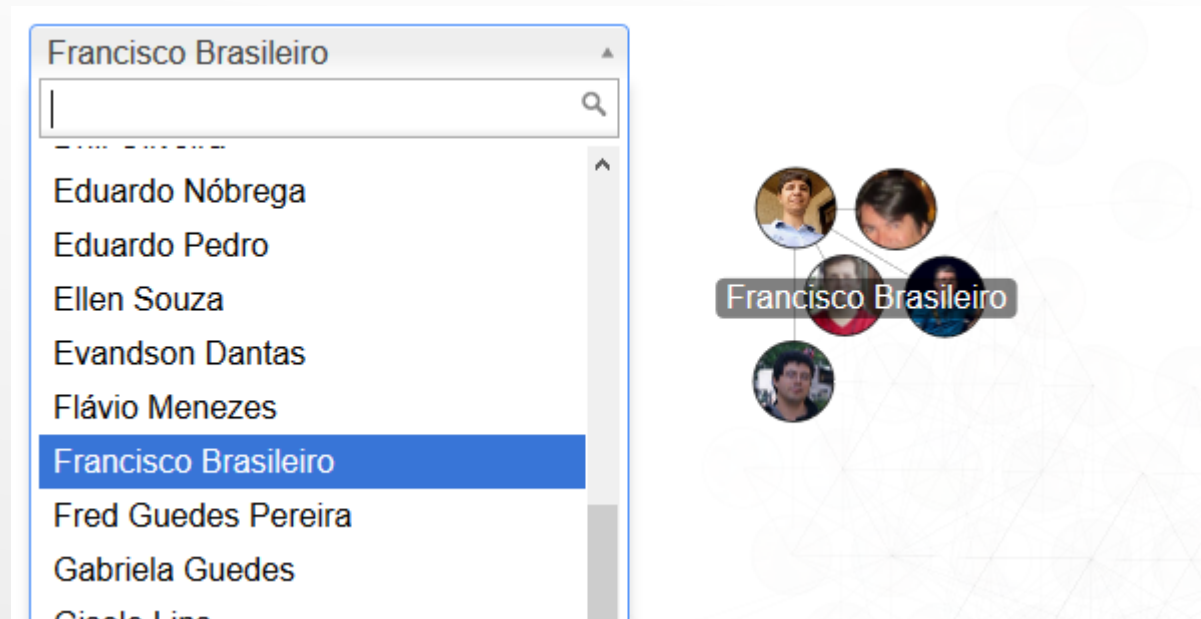 Francisco Brasileiro
Eduardo Nóbrega
Eduardo Pedro
Ellen Souza
Evandson Dantas
Flávio Menezes
Francisco Brasileiro
Fred Guedes Pereira
Gabriela Guedes
Francisco Brasileiro